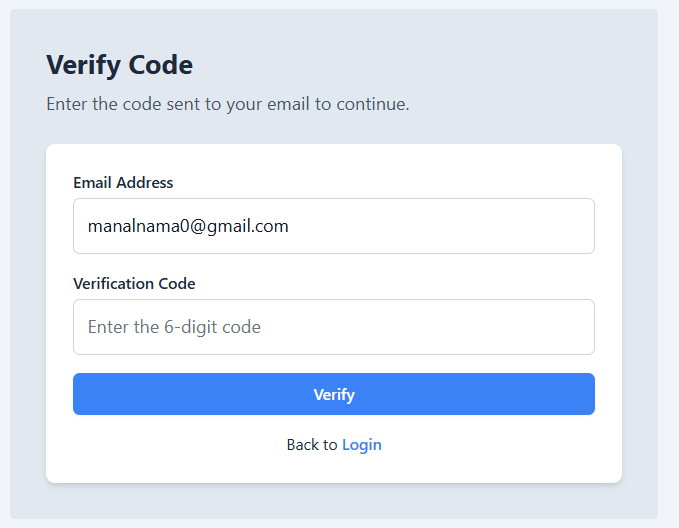 Verify Code
Enter the code sent to your email to continue.
Email Address
manalnama0@gmail.com
Verification Code
Enter the 6-digit code
Verify
Back to Login